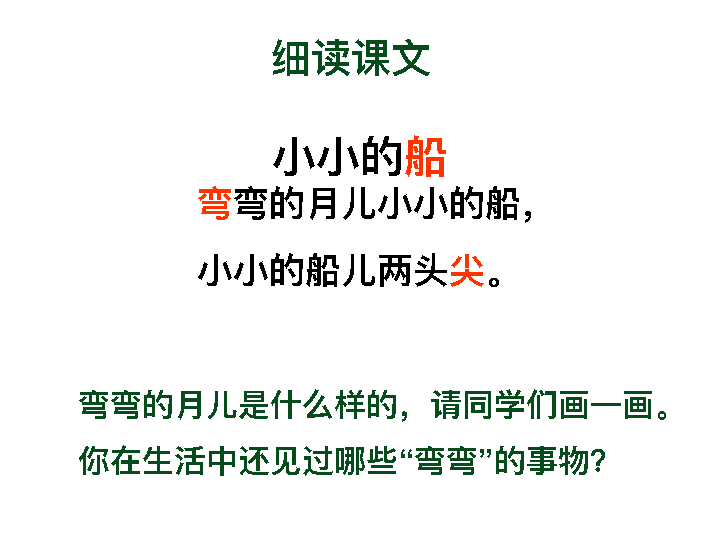 细读课文
小小的船
弯弯的月儿小小的船，
小小的船儿两头尖。
弯弯的月儿是什么样的，请同学们画一画。
你在生活中还见过哪些“弯弯”的事物？